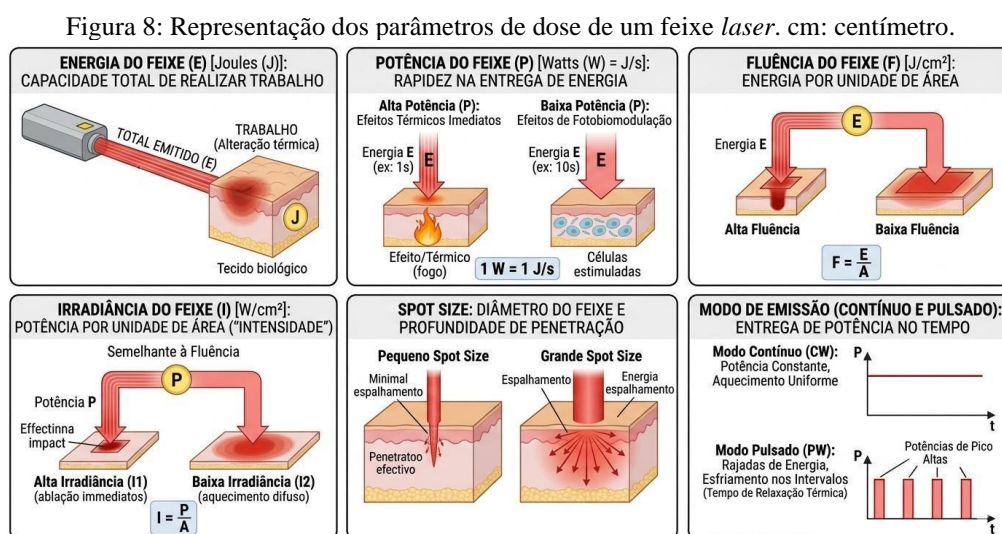 Figura 8: Representação dos parâmetros de dose de um feixe laser. cm: centímetro.
ENERGIA DO FEIXE (E) [Joules (J)]:
CAPACIDADE TOTAL DE REALIZAR TRABALHO
TOTAL EMITIDO (E)
TRABALHO
(Alteração térmica)
J
Tecido biológico
POTÊNCIA DO FEIXE (P) [Watts (W) = J/s]:
RAPIDEZ NA ENTREGA DE ENERGIA
Alta Potência (P):
Efeitos Térmicos Imediatos
Energia E
(ex: 1s)
E
Efeito/Térmico
(fogo)
Baixa Potência (P):
Efeitos de Fotobiomodulação
Energia E
(ex: 10s)
E
Células
estimuladas
1 W = 1 J/s
FLUÊNCIA DO FEIXE (F) [J/cm²]:
ENERGIA POR UNIDADE DE ÁREA
E
Energia E
Alta Fluência
Baixa Fluência
F = E/A
IRRADIÂNCIA DO FEIXE (I) [W/cm²]:
POTÊNCIA POR UNIDADE DE ÁREA (“INTENSIDADE”)
Semelhante à Fluência
P
Potência P
Effectinna
impact
Alta Irradiância (I1)
(ablação immediatos)
Baixa Irradiância (I2)
(aquecimento difuso)
I = P/A
SPOT SIZE: DIÂMETRO DO FEIXE E
PROFUNDIDADE DE PENETRAÇÃO
Pequeno Spot Size
Minimal
espalhamento
Penetratoo
efectivo
Grande Spot Size
Espalhamento
Energia
espalhamento
MODO DE EMISSÃO (CONTÍNUO E PULSADO):
ENTREGA DE POTÊNCIA NO TEMPO
Modo Contínuo (CW):
Potência Constante,
Aquecimento Uniforme
P
t
Modo Pulsado (PW):
Rajadas de Energia,
Esfriamento nos Intervalos
(Tempo de Relaxação Térmica)
Potências de Pico
Altas
P
t